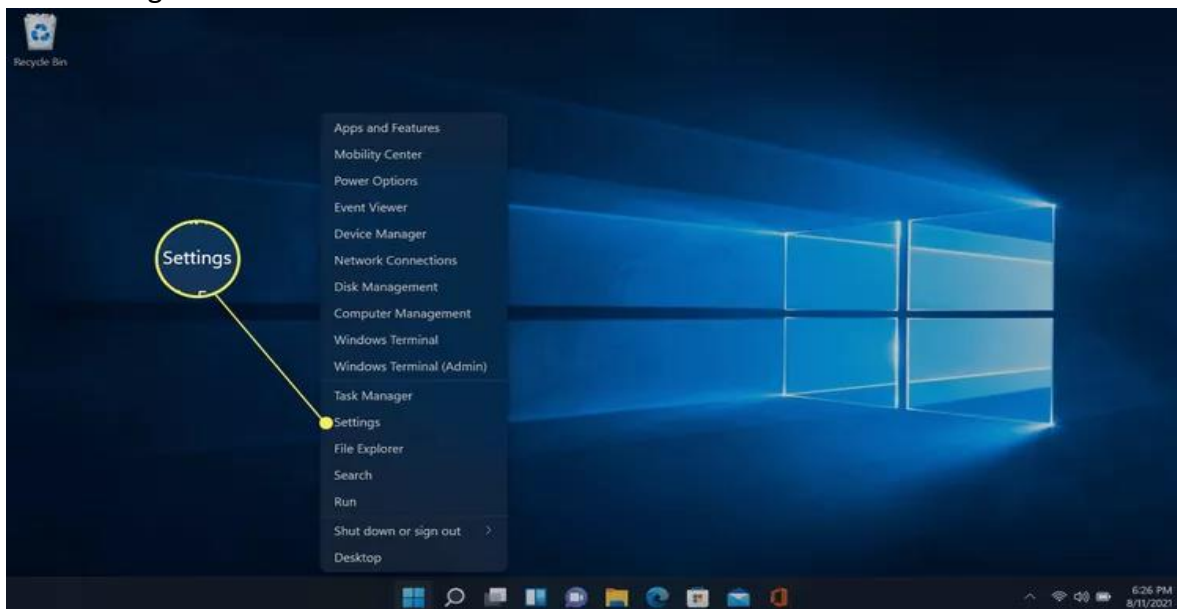 Recycle Bin
Apps and Features
Mobility Center
Power Options
Event Viewer
Device Manager
Network Connections
Disk Management
Computer Management
Windows Terminal
Windows Terminal (Admin)
Task Manager
Settings
Settings
File Explorer
Search
Run
Shut down or sign out
Desktop
6:26 PM
8/11/2021